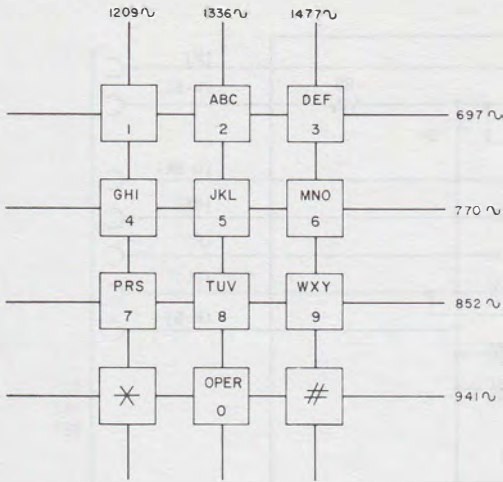 1209~ 1336~ 1477~
ABC DEF
1 2 3 697~
GHI JKL MNO
4 5 6 770~
PRS TUV WXY
7 8 9 852~
* OPER # 941~
0